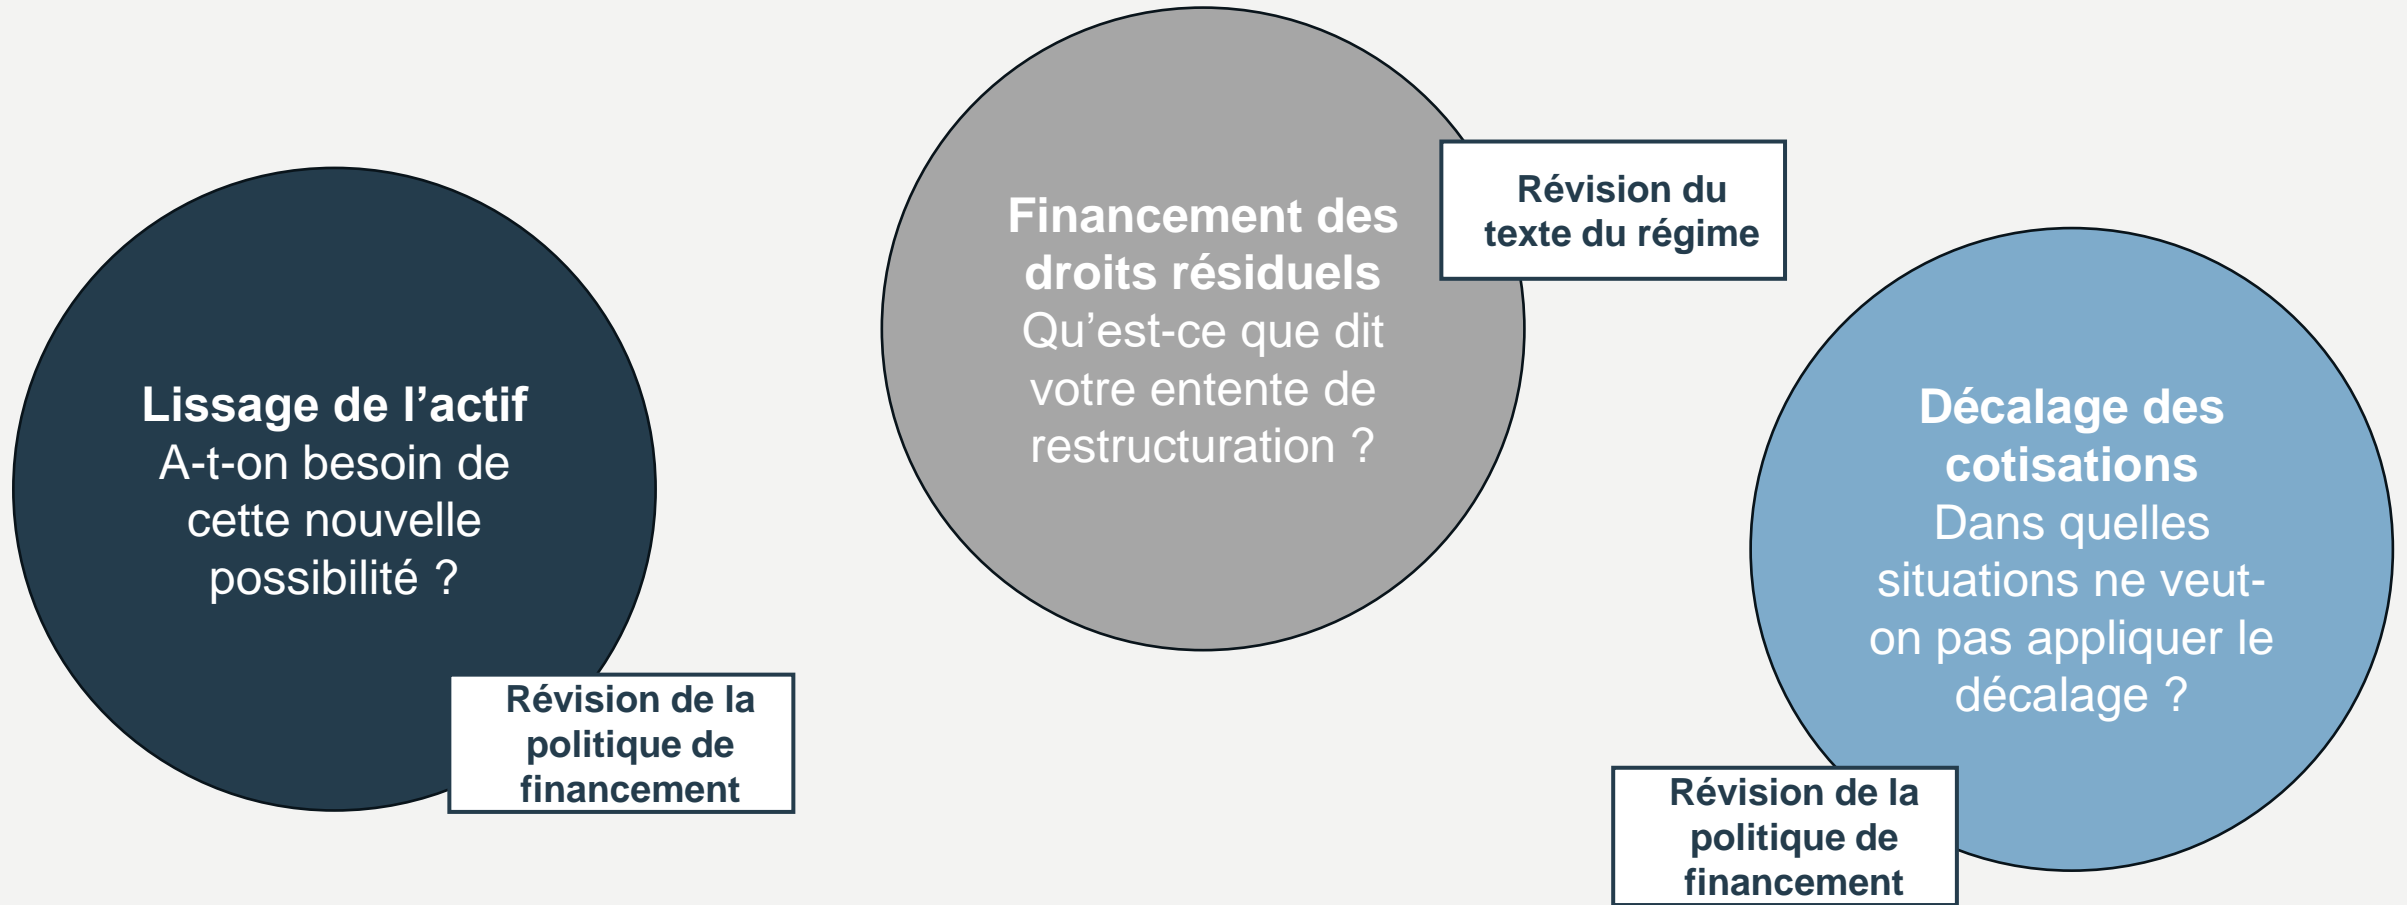 Lissage de l’actif
A-t-on besoin de
cette nouvelle
possibilité ?
Révision de la
politique de
financement
Financement des
droits résiduels
Qu’est-ce que dit
votre entente de
restructuration ?
Révision du
texte du régime
Décalage des
cotisations
Dans quelles
situations ne veut-
on pas appliquer le
décalage ?
Révision de la
politique de
financement